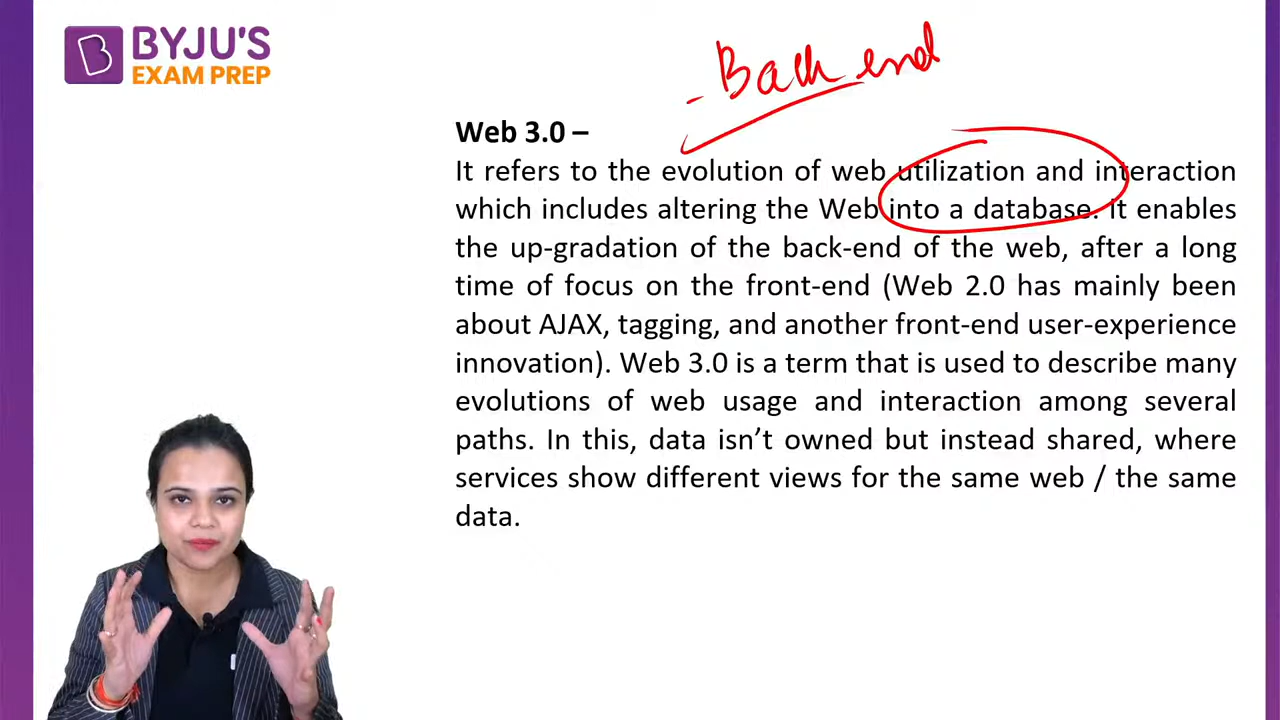 BYJU'S
EXAM PREP
- Back end
Web 3.0 –
It refers to the evolution of web utilization and interaction
which includes altering the Web into a database. It enables
the up-gradation of the back-end of the web, after a long
time of focus on the front-end (Web 2.0 has mainly been
about AJAX, tagging, and another front-end user-experience
innovation). Web 3.0 is a term that is used to describe many
evolutions of web usage and interaction among several
paths. In this, data isn’t owned but instead shared, where
services show different views for the same web / the same
data.